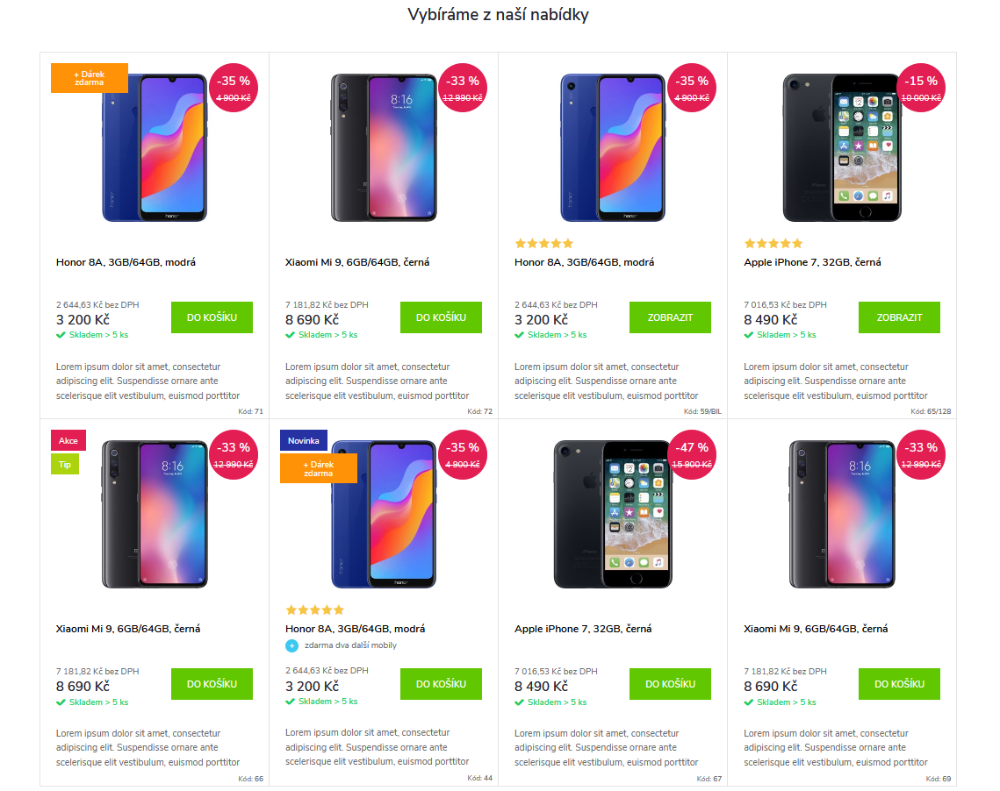 Vybíráme z naší nabídky
+ Dárek
zdarma
-35 %
4 900 Kč
Honor 8A, 3GB/64GB, modrá
2 644,63 Kč bez DPH
3 200 Kč
DO KOŠÍKU
Skladem > 5 ks
Lorem ipsum dolor sit amet, consectetur
adipiscing elit. Suspendisse ornare ante
scelerisque elit vestibulum, euismod porttitor
Kód: 71
-33 %
12 990 Kč
8:16
Xiaomi Mi 9, 6GB/64GB, černá
7 181,82 Kč bez DPH
8 690 Kč
DO KOŠÍKU
Skladem > 5 ks
Lorem ipsum dolor sit amet, consectetur
adipiscing elit. Suspendisse ornare ante
scelerisque elit vestibulum, euismod porttitor
Kód: 72
-35 %
4 900 Kč
Honor 8A, 3GB/64GB, modrá
2 644,63 Kč bez DPH
3 200 Kč
ZOBRAZIT
Skladem > 5 ks
Lorem ipsum dolor sit amet, consectetur
adipiscing elit. Suspendisse ornare ante
scelerisque elit vestibulum, euismod porttitor
Kód: 59/BIL
-15 %
10 000 Kč
Apple iPhone 7, 32GB, černá
7 016,53 Kč bez DPH
8 490 Kč
ZOBRAZIT
Skladem > 5 ks
Lorem ipsum dolor sit amet, consectetur
adipiscing elit. Suspendisse ornare ante
scelerisque elit vestibulum, euismod porttitor
Kód: 65/128
Akce
Tip
-33 %
12 990 Kč
8:16
Xiaomi Mi 9, 6GB/64GB, černá
7 181,82 Kč bez DPH
8 690 Kč
DO KOŠÍKU
Skladem > 5 ks
Lorem ipsum dolor sit amet, consectetur
adipiscing elit. Suspendisse ornare ante
scelerisque elit vestibulum, euismod porttitor
Kód: 66
Novinka
+ Dárek
zdarma
-35 %
4 900 Kč
Honor 8A, 3GB/64GB, modrá
+ zdarma dva další mobily
2 644,63 Kč bez DPH
3 200 Kč
DO KOŠÍKU
Skladem > 5 ks
Lorem ipsum dolor sit amet, consectetur
adipiscing elit. Suspendisse ornare ante
scelerisque elit vestibulum, euismod porttitor
Kód: 44
-47 %
15 900 Kč
Apple iPhone 7, 32GB, černá
7 016,53 Kč bez DPH
8 490 Kč
DO KOŠÍKU
Skladem > 5 ks
Lorem ipsum dolor sit amet, consectetur
adipiscing elit. Suspendisse ornare ante
scelerisque elit vestibulum, euismod porttitor
Kód: 67
-33 %
12 990 Kč
8:16
Xiaomi Mi 9, 6GB/64GB, černá
7 181,82 Kč bez DPH
8 690 Kč
DO KOŠÍKU
Skladem > 5 ks
Lorem ipsum dolor sit amet, consectetur
adipiscing elit. Suspendisse ornare ante
scelerisque elit vestibulum, euismod porttitor
Kód: 69